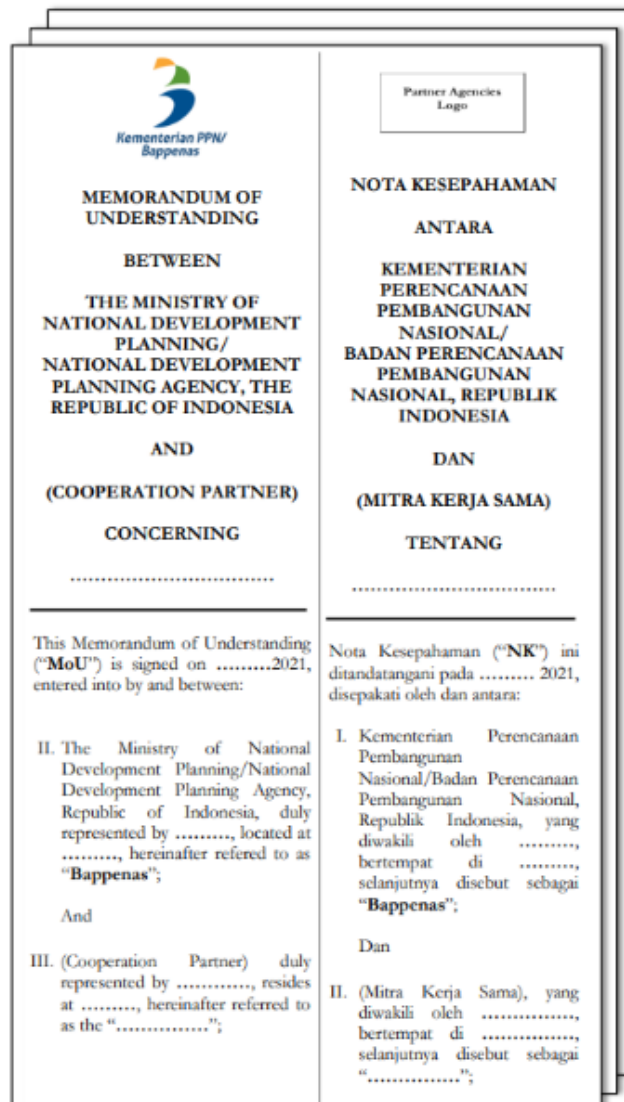 Kementerian PPN/
Bappenas
MEMORANDUM OF
UNDERSTANDING
BETWEEN
THE MINISTRY OF
NATIONAL DEVELOPMENT
PLANNING/
NATIONAL DEVELOPMENT
PLANNING AGENCY, THE
REPUBLIC OF INDONESIA
AND
(COOPERATION PARTNER)
CONCERNING
.................................
This Memorandum of Understanding
(“MoU”) is signed on .........2021,
entered into by and between:
II. The Ministry of National
Development Planning/National
Development Planning Agency,
Republic of Indonesia, duly
represented by ........., located at
........., hereinafter refered to as
“Bappenas”;
And
III. (Cooperation Partner) duly
represented by ............, resides
at ........., hereinafter referred to
as the “...............”;
Partner Agencies
Logo
NOTA KESEPAHAMAN
ANTARA
KEMENTERIAN
PERENCANAAN
PEMBANGUNAN
NASIONAL/
BADAN PERENCANAAN
PEMBANGUNAN
NASIONAL, REPUBLIK
INDONESIA
DAN
(MITRA KERJA SAMA)
TENTANG
.................................
Nota Kesepahaman (“NK”) ini
ditandatangani pada ......... 2021,
disepakati oleh dan antara:
I. Kementerian Perencanaan
Pembangunan
Nasional/Badan Perencanaan
Pembangunan Nasional,
Republik Indonesia, yang
diwakili oleh .........,
bertempat di .........,
selanjutnya disebut sebagai
“Bappenas”;
Dan
II. (Mitra Kerja Sama), yang
diwakili oleh ...............,
bertempat di ...............,
selanjutnya disebut sebagai
“...............”;